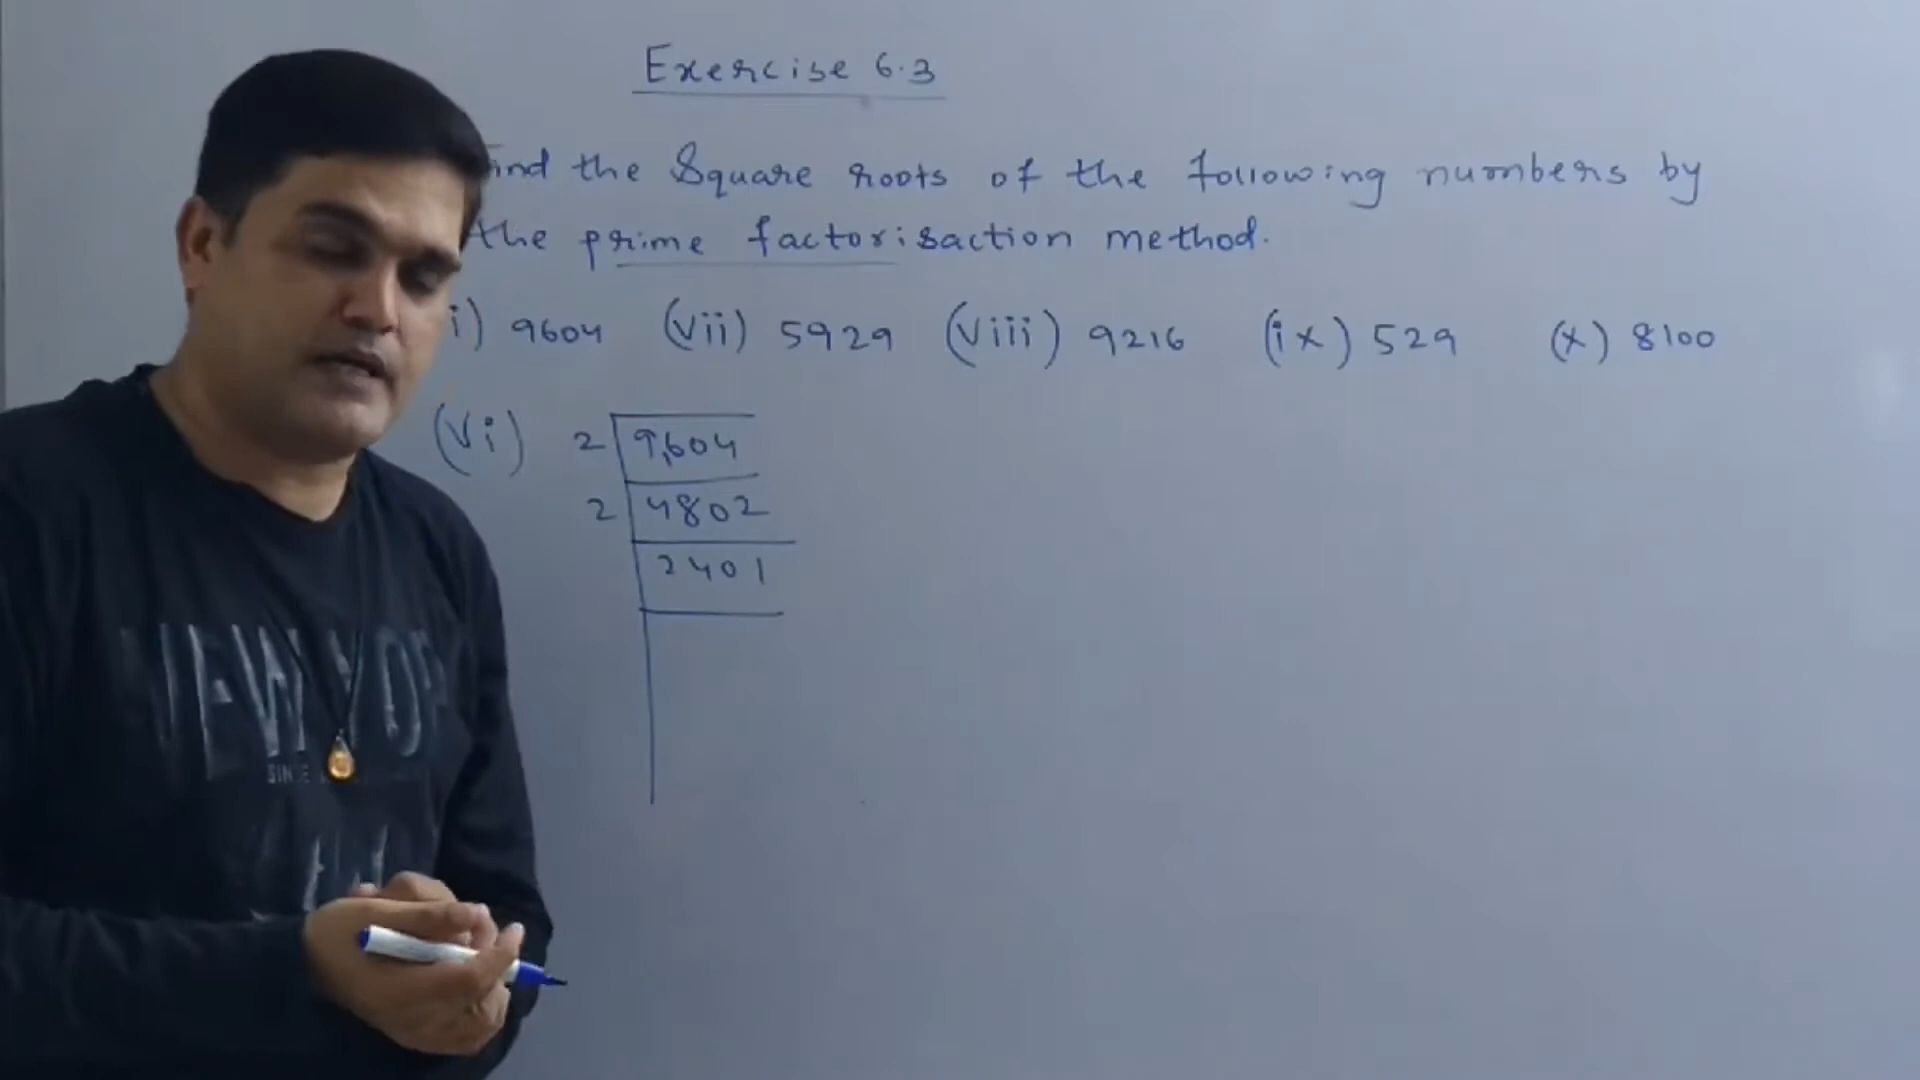 Exercise 6.3
Find the Square roots of the following numbers by
the prime factorisaction method.
i) 9604 (vii) 5929 (viii) 9216 (ix) 529 (x) 8100
(vi) 2 9,604
2 4802
2401